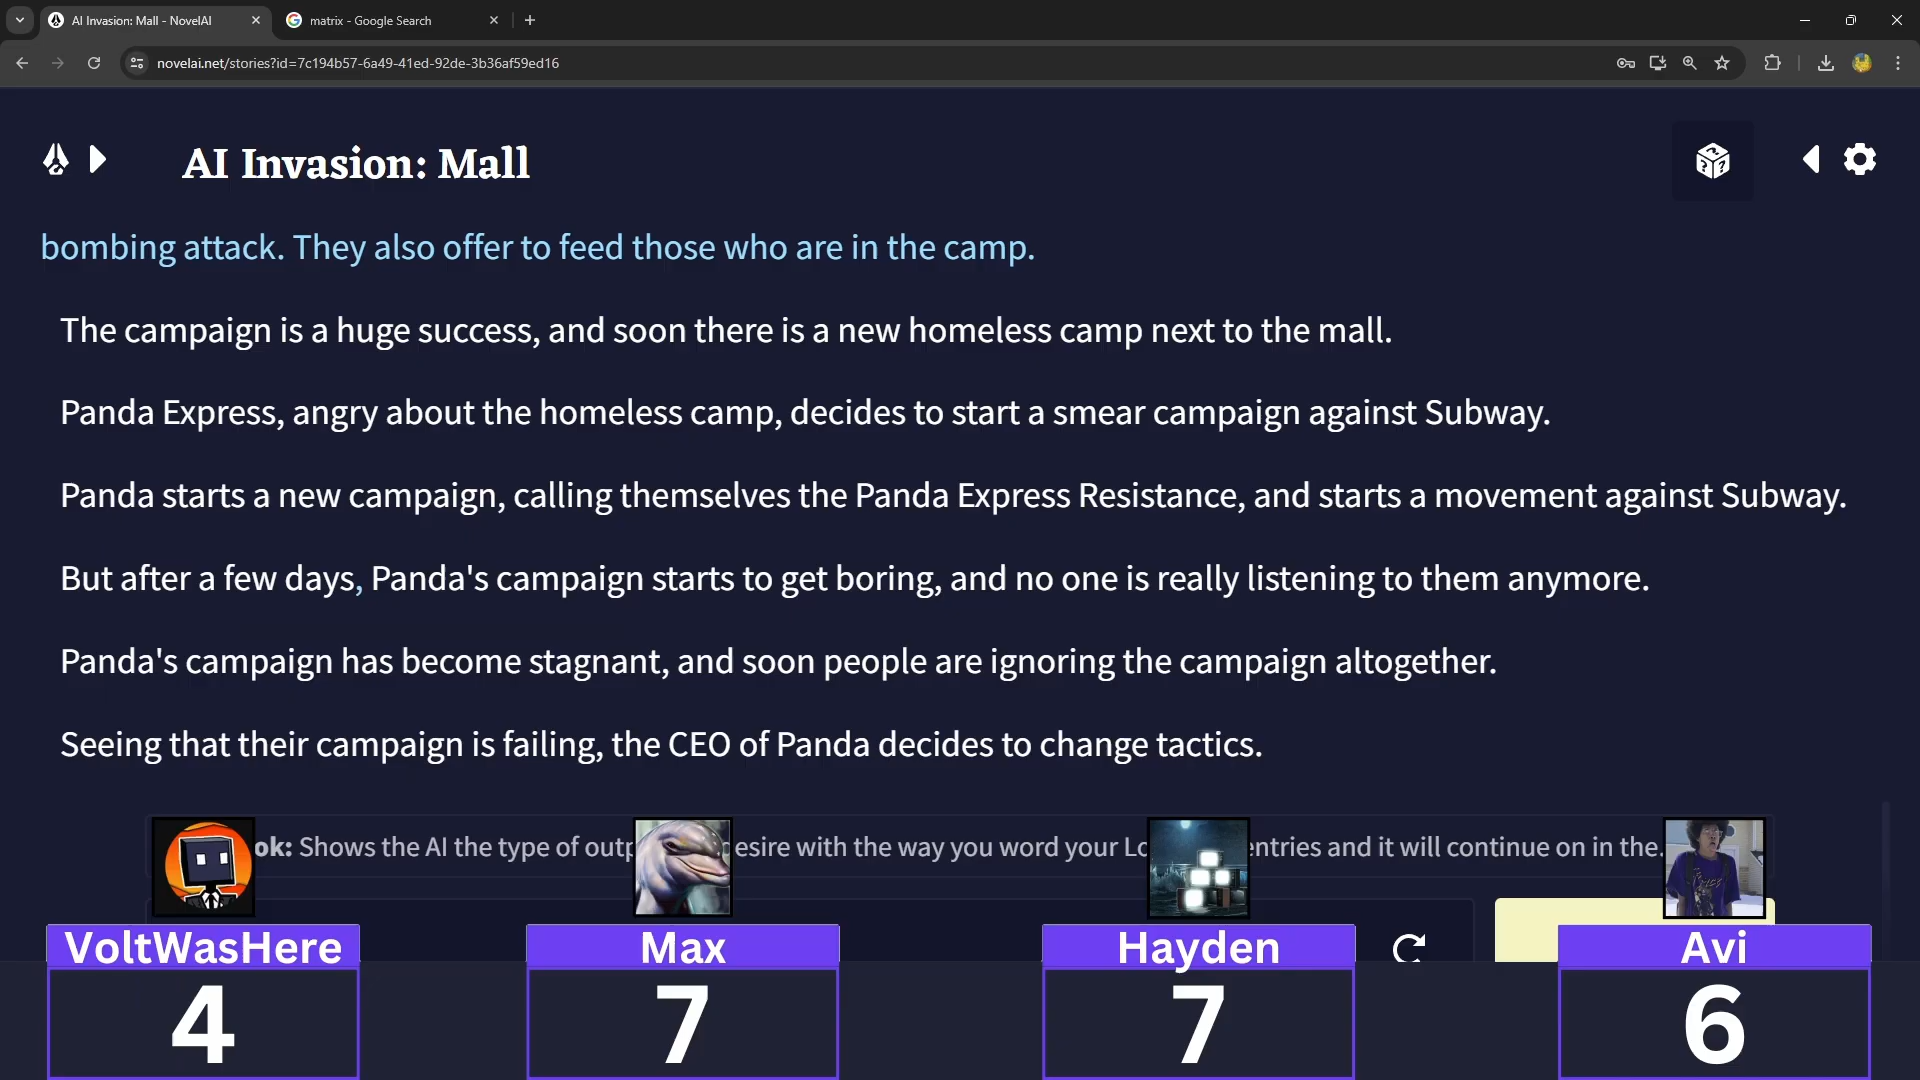 AI Invasion: Mall - NovelAI
matrix - Google Search
novelai.net/stories?id=7c194b57-6a49-41ed-92de-3b36af59ed16
AI Invasion: Mall
bombing attack. They also offer to feed those who are in the camp.
The campaign is a huge success, and soon there is a new homeless camp next to the mall.
Panda Express, angry about the homeless camp, decides to start a smear campaign against Subway.
Panda starts a new campaign, calling themselves the Panda Express Resistance, and starts a movement against Subway.
But after a few days, Panda's campaign starts to get boring, and no one is really listening to them anymore.
Panda's campaign has become stagnant, and soon people are ignoring the campaign altogether.
Seeing that their campaign is failing, the CEO of Panda decides to change tactics.
ok: Shows the AI the type of outp esire with the way you word your Lo entries and it will continue on in the.
VoltWasHere Max Hayden Avi
4 7 7 6